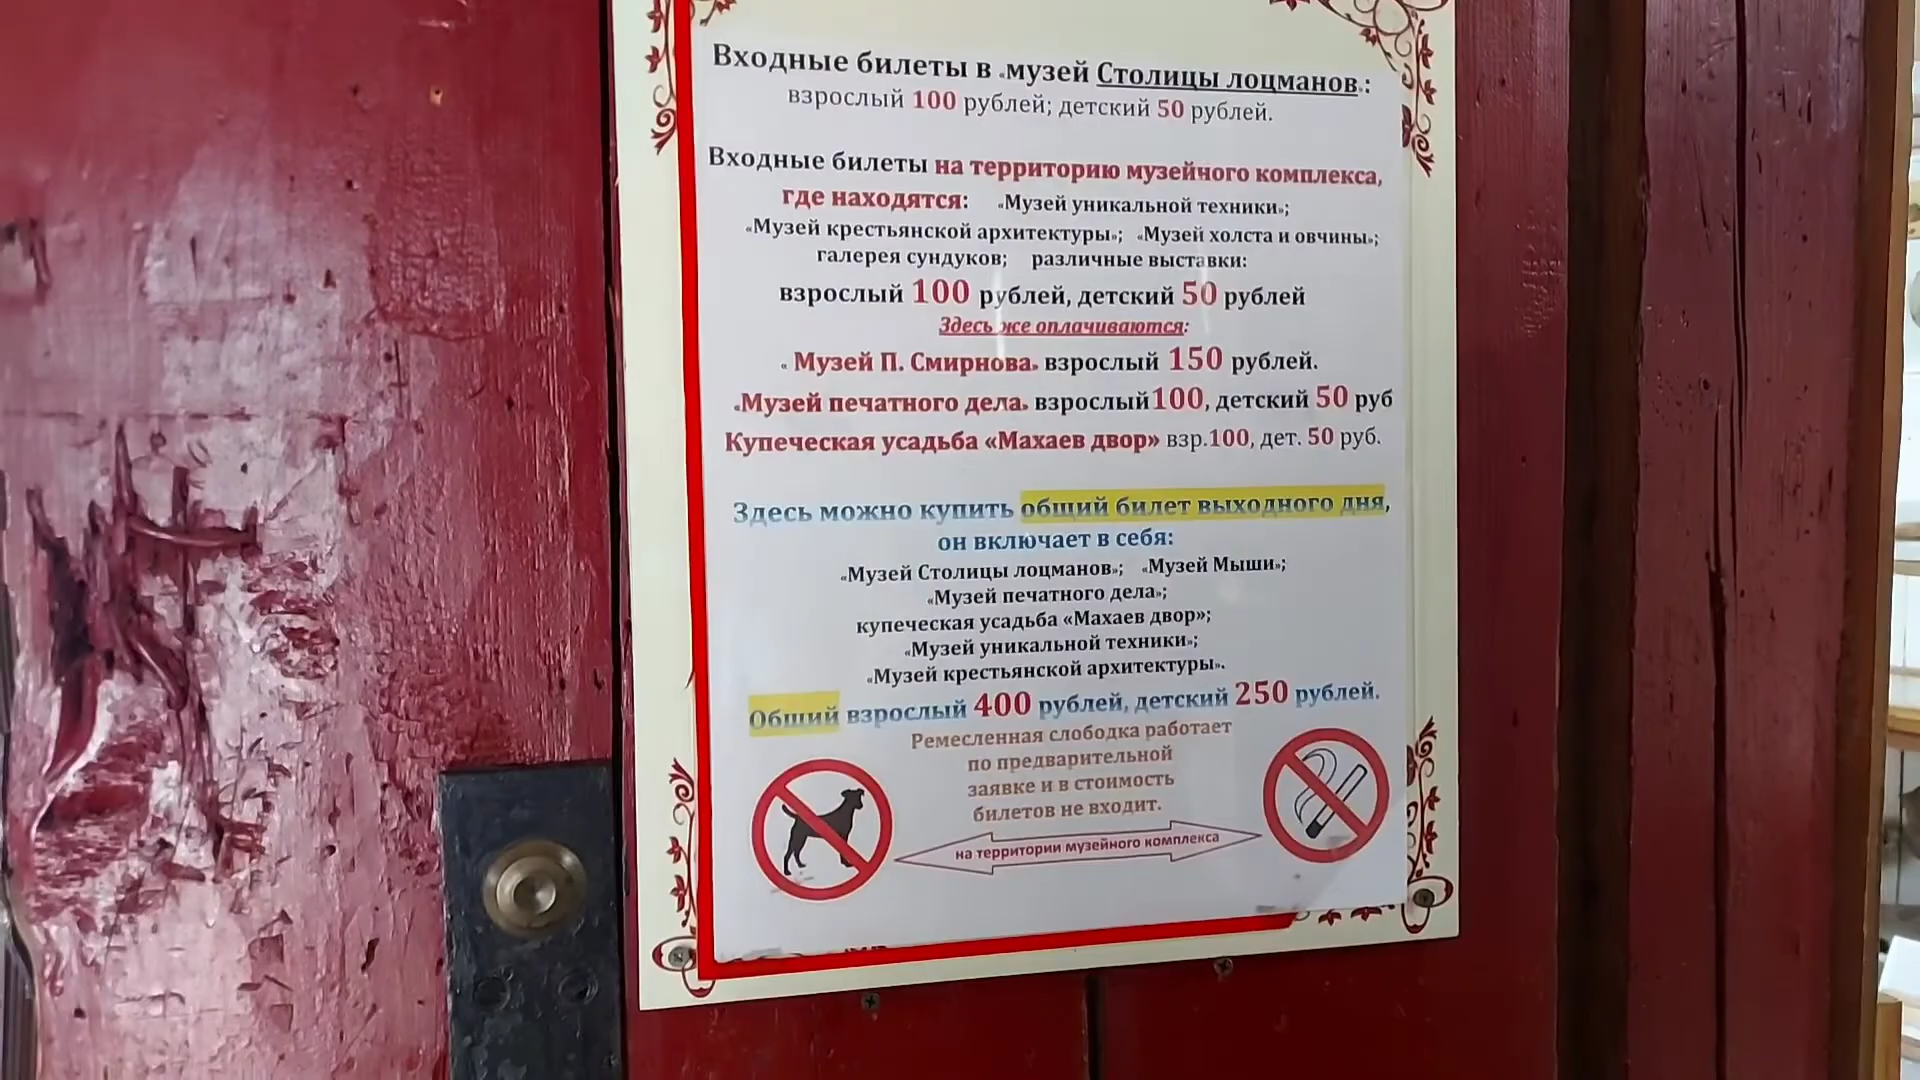 Входные билеты в «музей Столицы лоцманов»:
взрослый 100 рублей; детский 50 рублей.
Входные билеты на территорию музейного комплекса,
где находятся: «Музей уникальной техники»;
«Музей крестьянской архитектуры»; «Музей холста и овчины»;
галерея сундуков; различные выставки:
взрослый 100 рублей, детский 50 рублей
Здесь же оплачиваются:
« Музей П. Смирнова» взрослый 150 рублей.
«Музей печатного дела» взрослый100, детский 50 руб
Купеческая усадьба «Махаев двор» взр.100, дет. 50 руб.
Здесь можно купить общий билет выходного дня,
он включает в себя:
«Музей Столицы лоцманов»; «Музей Мыши»;
«Музей печатного дела»;
купеческая усадьба «Махаев двор»;
«Музей уникальной техники»;
«Музей крестьянской архитектуры».
Общий взрослый 400 рублей, детский 250 рублей.
Ремесленная слободка работает
по предварительной
заявке и в стоимость
билетов не входит.
на территории музейного комплекса